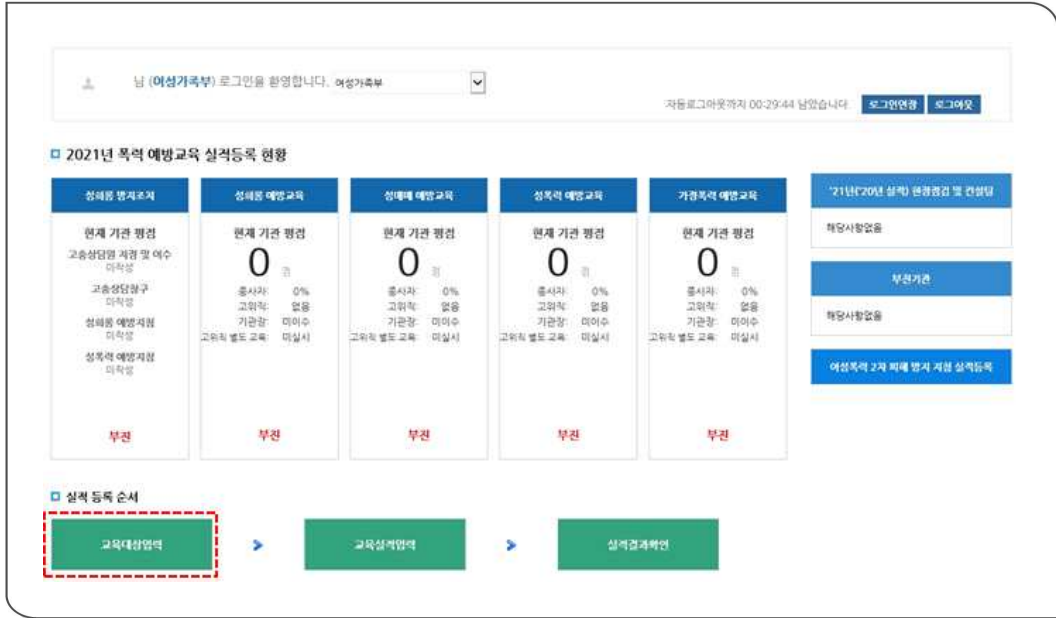 님 (여성가족부) 로그인을 환영합니다. 여성가족부
자동로그아웃까지 00:29:44 남았습니다. 로그인연장 로그아웃
2021년 폭력 예방교육 실적등록 현황
성희롱 방지조치
현재 기관 평점
고충상담원 지정 및 이수
미작성
고충상담창구
미작성
성희롱 예방지침
미작성
성폭력 예방지침
미작성
부진
성희롱 예방교육
현재 기관 평점
0 점
종사자: 0%
고위직: 없음
기관장: 미이수
고위직 별도 교육: 미실시
부진
성매매 예방교육
현재 기관 평점
0 점
종사자: 0%
고위직: 없음
기관장: 미이수
고위직 별도 교육: 미실시
부진
성폭력 예방교육
현재 기관 평점
0 점
종사자: 0%
고위직: 없음
기관장: 미이수
고위직 별도 교육: 미실시
부진
가정폭력 예방교육
현재 기관 평점
0 점
종사자: 0%
고위직: 없음
기관장: 미이수
고위직 별도 교육: 미실시
부진
'21년('20년 실적) 현장점검 및 컨설팅
해당사항없음
부진기관
해당사항없음
여성폭력 2차 피해 방지 지침 실적등록
실적 등록 순서
교육대상입력
교육실적입력
실적결과확인